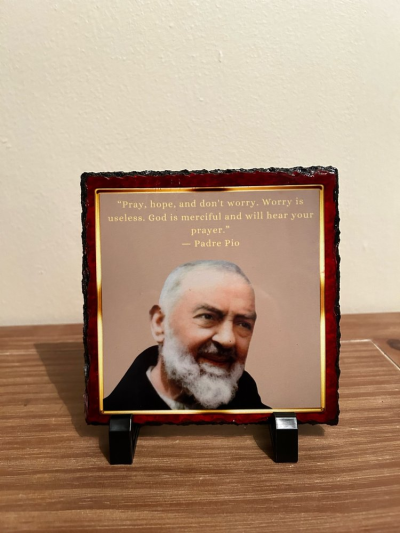 "Pray, hope, and don't worry. Worry is
useless. God is merciful and will hear your
prayer."
— Padre Pio